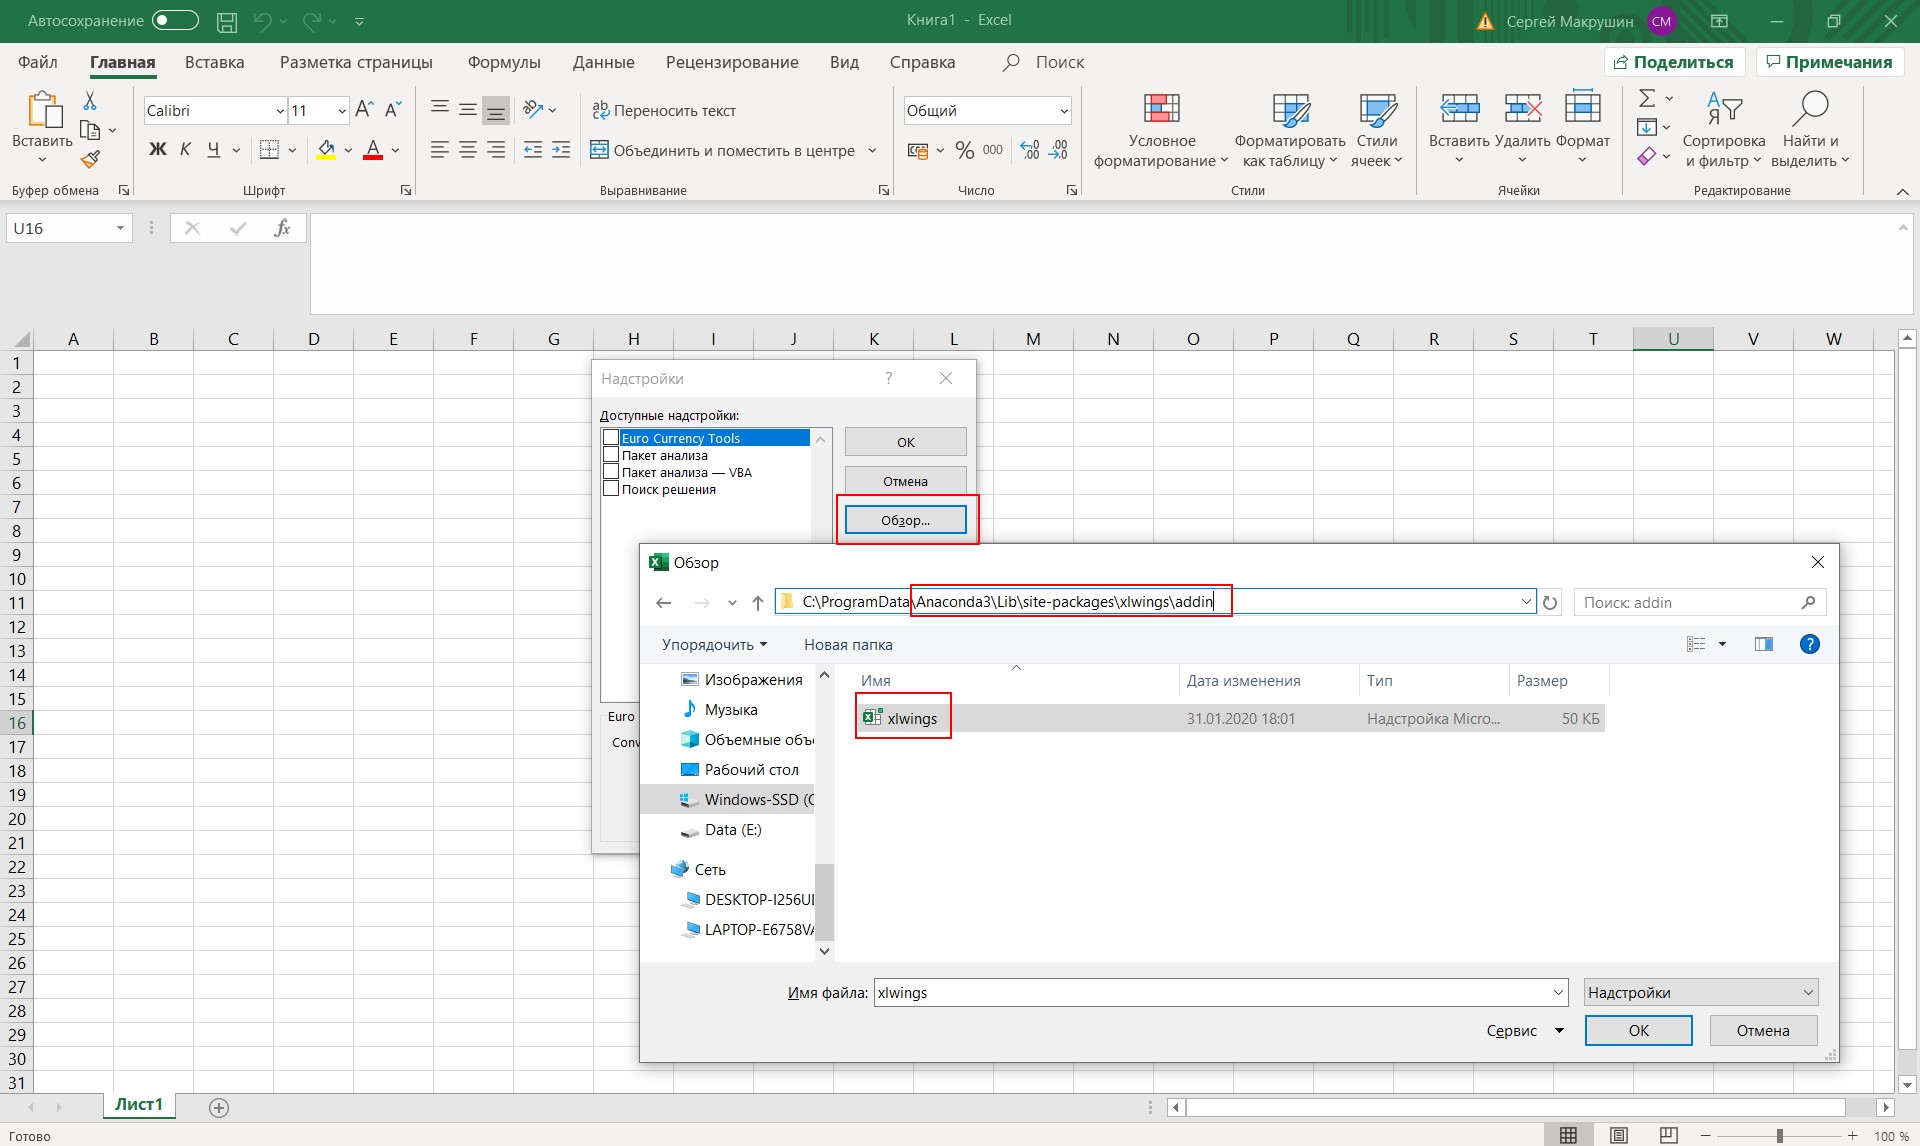 Автосохранение
Книга1 - Excel
Сергей Макрушин
СМ
Файл Главная Вставка Разметка страницы Формулы Данные Рецензирование Вид Справка Поиск
Поделиться Примечания
Вставить
Буфер обмена
Calibri 11
Ж К Ч
Шрифт
Переносить текст
Объединить и поместить в центре
Выравнивание
Общий
% 000
Число
Условное форматирование
Форматировать как таблицу
Стили ячеек
Стили
Вставить Удалить Формат
Ячейки
Сортировка и фильтр
Найти и выделить
Редактирование
U16
fx
A B C D E F G H I J K L M N O P Q R S T U V W
1
2
3
4
5
6
7
8
9
10
11
12
13
14
15
16
17
18
19
20
21
22
23
24
25
26
27
28
29
30
31
Надстройки ?
Доступные надстройки:
Euro Currency Tools
Пакет анализа
Пакет анализа — VBA
Поиск решения
ОК
Отмена
Обзор...
Euro
Conv
Обзор
C:\ProgramData\Anaconda3\Lib\site-packages\xlwings\addin
Поиск: addin
Упорядочить Новая папка
?
Изображения
Музыка
Объемные объе
Рабочий стол
Windows-SSD (C
Data (E:)
Сеть
DESKTOP-I256UI
LAPTOP-E6758VA
Имя Дата изменения Тип Размер
xlwings 31.01.2020 18:01 Надстройка Micro... 50 КБ
Имя файла: xlwings
Надстройки
Сервис ОК Отмена
Лист1
Готово
100 %